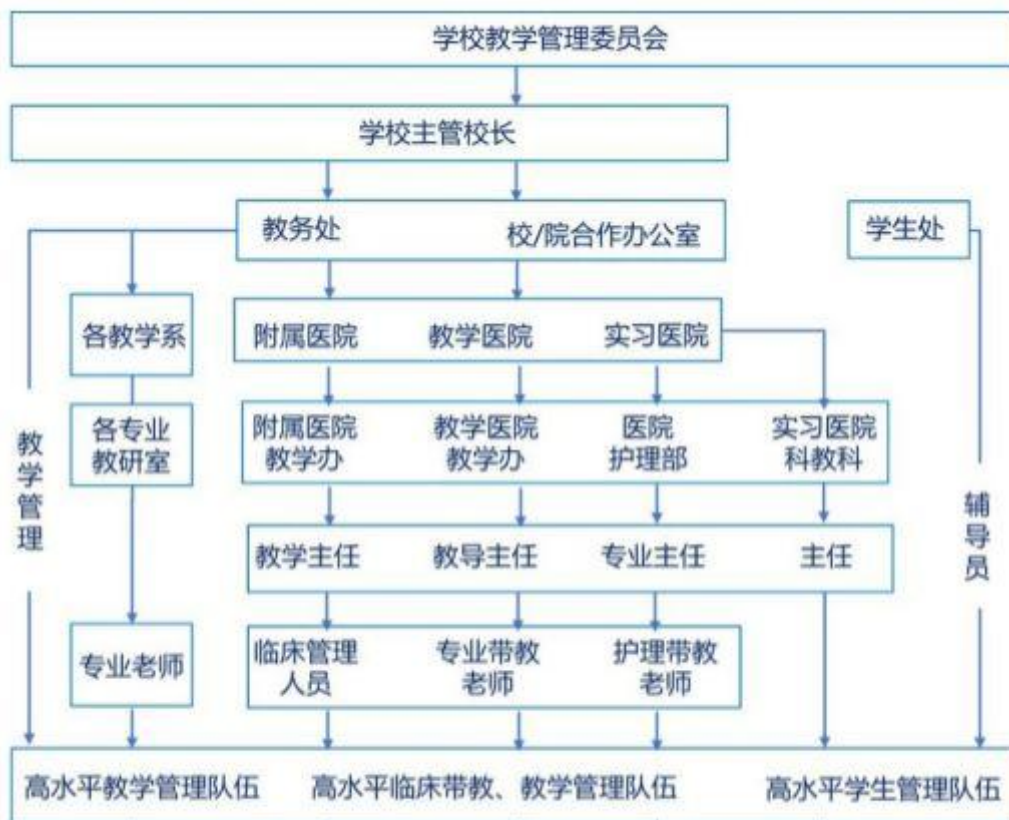 学校教学管理委员会
学校主管校长
教务处 校/院合作办公室 学生处
各教学系 附属医院 教学医院 实习医院
各专业 附属医院 教学医院 医院 实习医院
教研室 教学办 教学办 护理部 科教科
教学管理
辅导员
教学主任 教导主任 专业主任 主任
专业老师 临床管理 专业带教 护理带教
人员 老师 老师
高水平教学管理队伍 高水平临床带教、教学管理队伍 高水平学生管理队伍